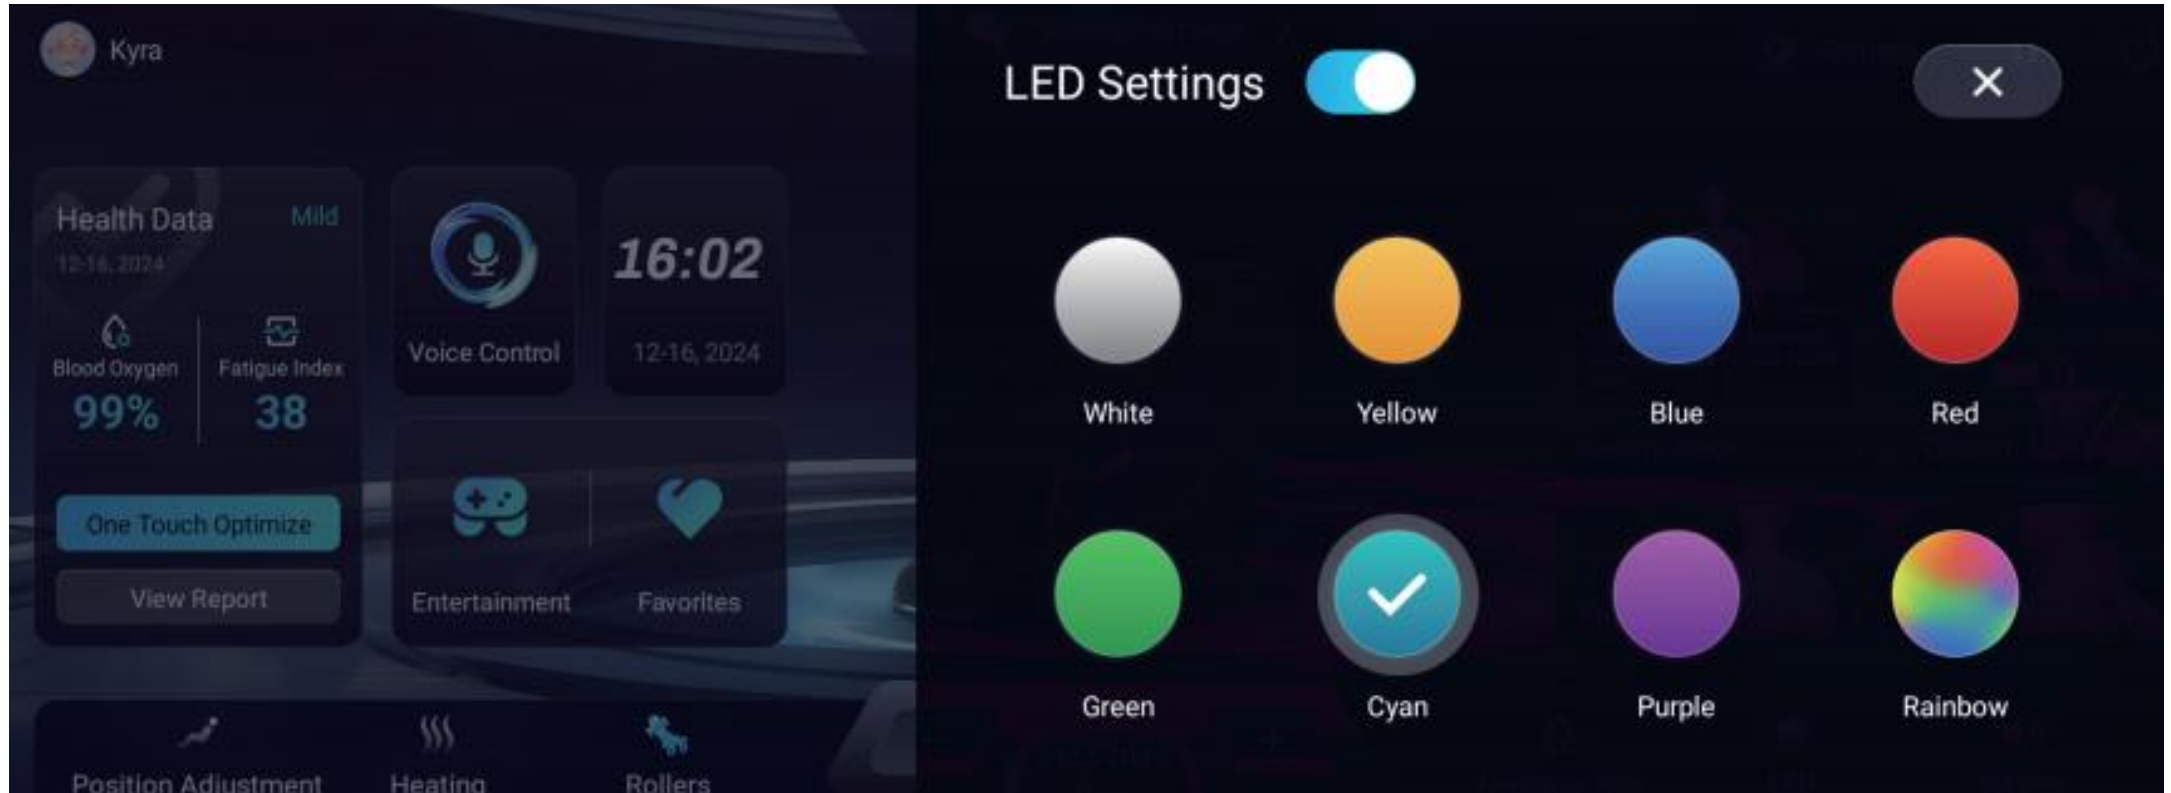 Kyra
LED Settings
Health Data
Mild
12-16, 2024
Blood Oxygen
Fatigue Index
99%
38
One Touch Optimize
View Report
Voice Control
16:02
12-16, 2024
Entertainment
Favorites
Position Adjustment
Heating
Rollers
White
Yellow
Blue
Red
Green
Cyan
Purple
Rainbow